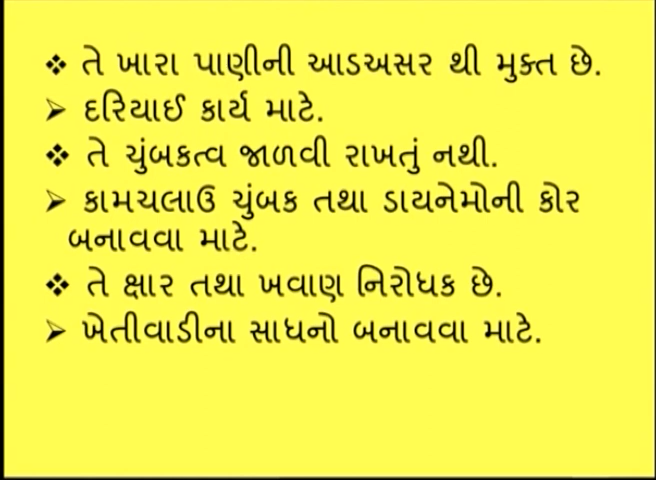 ❖ તે ખારા પાણીની આડઅસર થી મુક્ત છે.
➢ દરિયાઈ કાર્ય માટે.
❖ તે ચુંબકત્વ જાળવી રાખતું નથી.
➢ કામચલાઉ ચુંબક તથા ડાયનેમોની કોર
બનાવવા માટે.
❖ તે ક્ષાર તથા ખવાણ નિરોધક છે.
➢ ખેતીવાડીના સાધનો બનાવવા માટે.